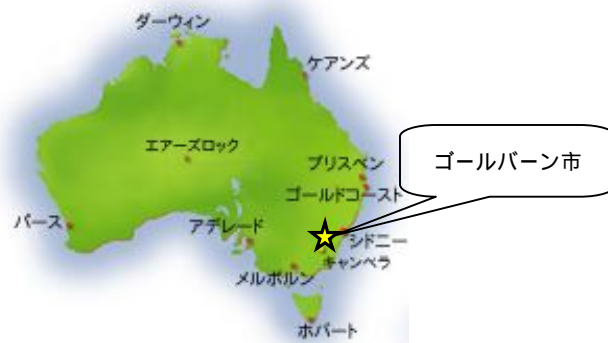 ダーウィン
ケアンズ
エアーズロック
ブリスベン
ゴールバーン市
ゴールドコースト
パース
アデレード
シドニー
キャンベラ
メルボルン
ホバート